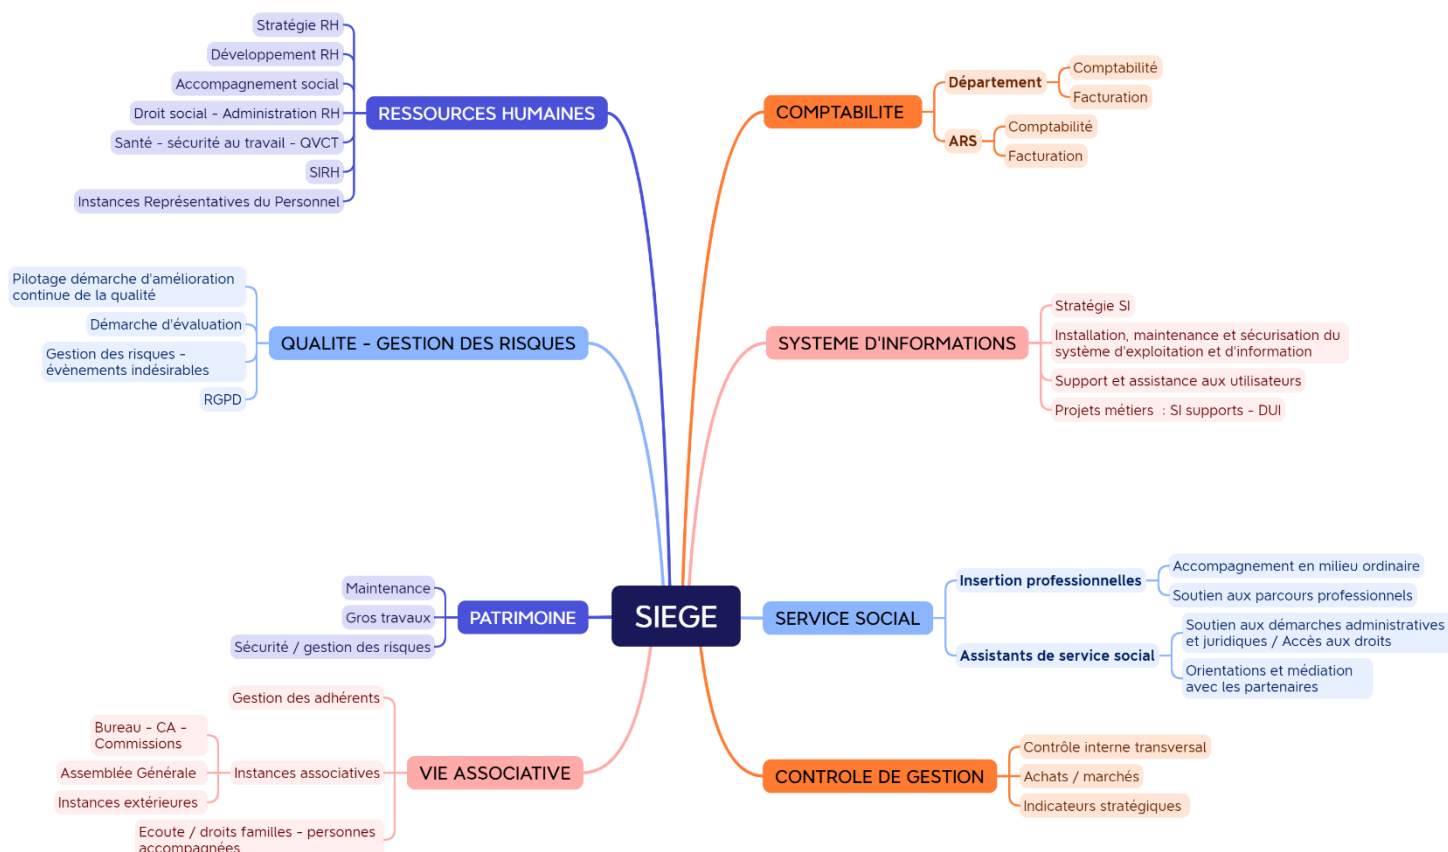 Stratégie RH
Développement RH
Accompagnement social
Droit social - Administration RH
Santé - sécurité au travail - QVCT
SIRH
Instances Représentatives du Personnel
RESSOURCES HUMAINES
Pilotage démarche d'amélioration
continue de la qualité
Démarche d'évaluation
Gestion des risques -
évènements indésirables
RGPD
QUALITE - GESTION DES RISQUES
Maintenance
Gros travaux
Sécurité / gestion des risques
PATRIMOINE
Gestion des adhérents
Bureau - CA -
Commissions
Assemblée Générale
Instances extérieures
Instances associatives
Ecoute / droits familles - personnes
accompagnées
VIE ASSOCIATIVE
SIEGE
COMPTABILITE
Département
Comptabilité
Facturation
ARS
Comptabilité
Facturation
SYSTEME D'INFORMATIONS
Stratégie SI
Installation, maintenance et sécurisation du
système d'exploitation et d'information
Support et assistance aux utilisateurs
Projets métiers : SI supports - DUI
SERVICE SOCIAL
Insertion professionnelles
Accompagnement en milieu ordinaire
Soutien aux parcours professionnels
Assistants de service social
Soutien aux démarches administratives
et juridiques / Accès aux droits
Orientations et médiation
avec les partenaires
CONTROLE DE GESTION
Contrôle interne transversal
Achats / marchés
Indicateurs stratégiques